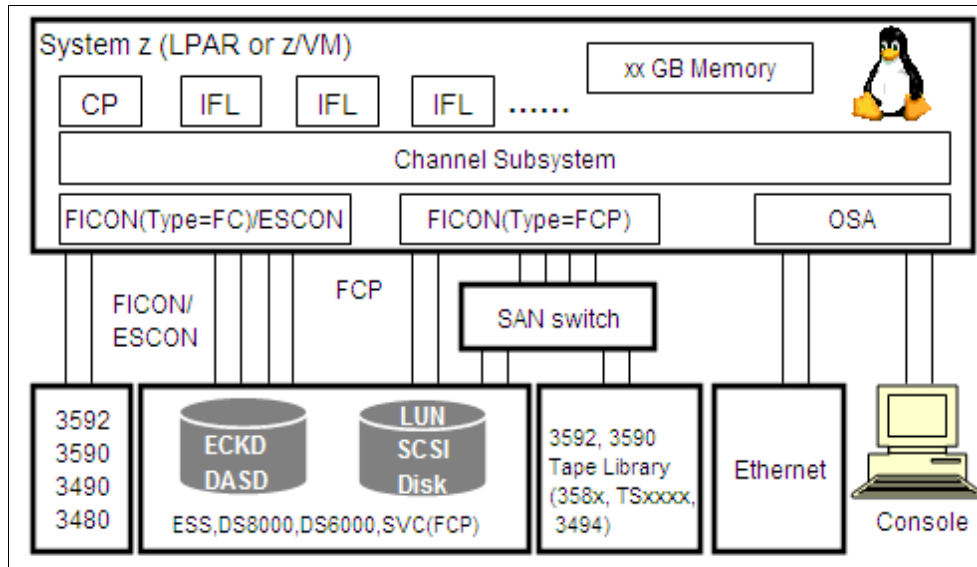 System z (LPAR or z/VM)
xx GB Memory
CP
IFL
IFL
IFL
......
Channel Subsystem
FICON(Type=FC)/ESCON
FICON(Type=FCP)
OSA
FICON/
ESCON
FCP
SAN switch
3592
3590
3490
3480
ECKD
DASD
LUN
SCSI
Disk
ESS,DS8000,DS6000,SVC(FCP)
3592, 3590
Tape Library
(358x, TSxxxx,
3494)
Ethernet
Console